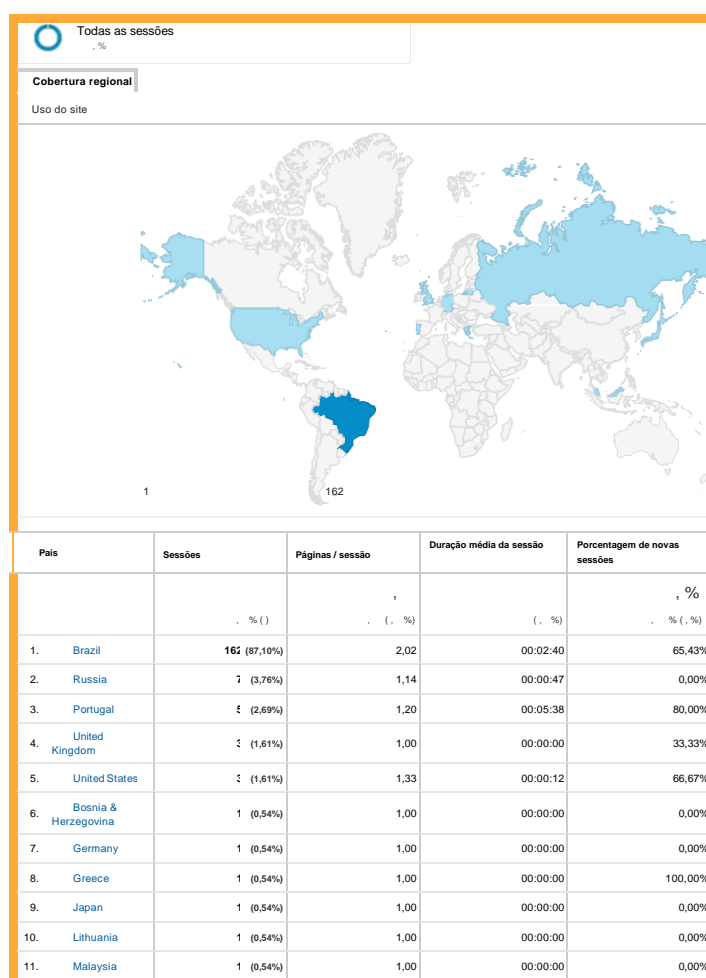 Todas as sessões
, %
Cobertura regional
Uso do site
1 162
País Sessões Páginas / sessão Duração média da sessão Porcentagem de novas sessões
, , %
, % ( ) , ( , %) ( , %) , % ( , %)
1. Brazil 162 (87,10%) 2,02 00:02:40 65,43%
2. Russia 7 (3,76%) 1,14 00:00:47 0,00%
3. Portugal 5 (2,69%) 1,20 00:05:38 80,00%
4. United Kingdom 3 (1,61%) 1,00 00:00:00 33,33%
5. United States 3 (1,61%) 1,33 00:00:12 66,67%
6. Bosnia & Herzegovina 1 (0,54%) 1,00 00:00:00 0,00%
7. Germany 1 (0,54%) 1,00 00:00:00 0,00%
8. Greece 1 (0,54%) 1,00 00:00:00 100,00%
9. Japan 1 (0,54%) 1,00 00:00:00 0,00%
10. Lithuania 1 (0,54%) 1,00 00:00:00 0,00%
11. Malaysia 1 (0,54%) 1,00 00:00:00 0,00%